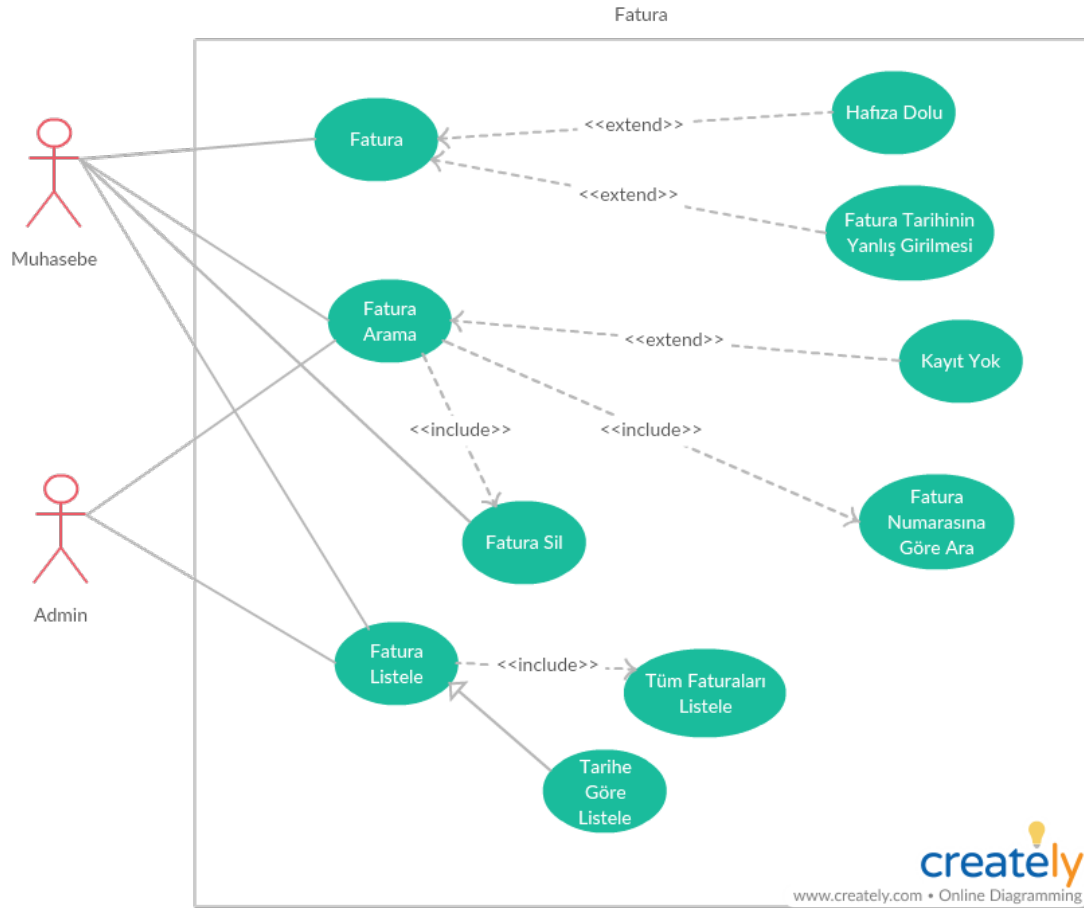 Fatura
Hafıza Dolu
<<extend>>
Fatura
<<extend>>
Fatura Tarihinin
Yanlış Girilmesi
Muhasebe
Fatura
Arama
<<extend>>
Kayıt Yok
<<include>>
<<include>>
Fatura
Numarasına
Göre Ara
Fatura Sil
Admin
Fatura
Listele
<<include>>
Tüm Faturaları
Listele
Tarihe
Göre
Listele
creately
www.creately.com • Online Diagramming